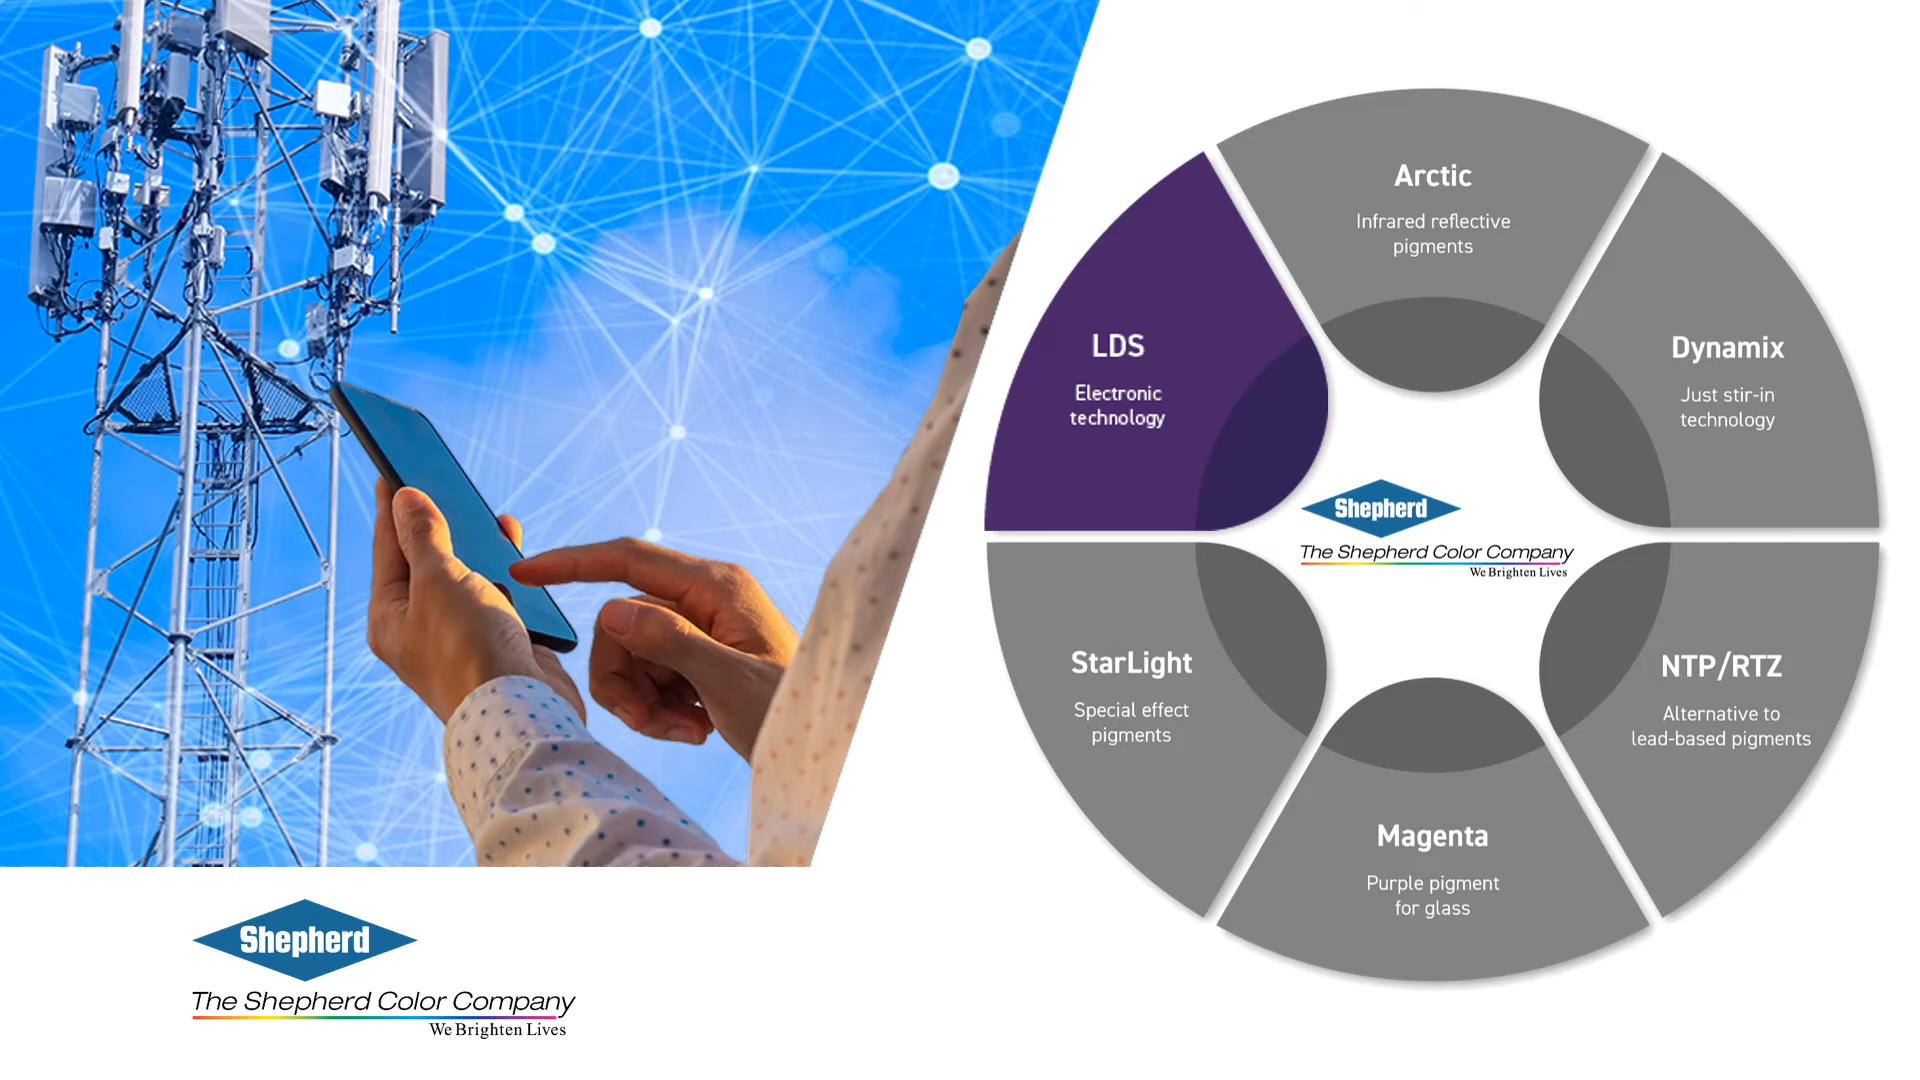 Arctic
Infrared reflective
pigments
LDS
Electronic
technology
Dynamix
Just stir-in
technology
Shepherd
The Shepherd Color Company
We Brighten Lives
StarLight
Special effect
pigments
NTP/RTZ
Alternative to
lead-based pigments
Magenta
Purple pigment
for glass
Shepherd
The Shepherd Color Company
We Brighten Lives